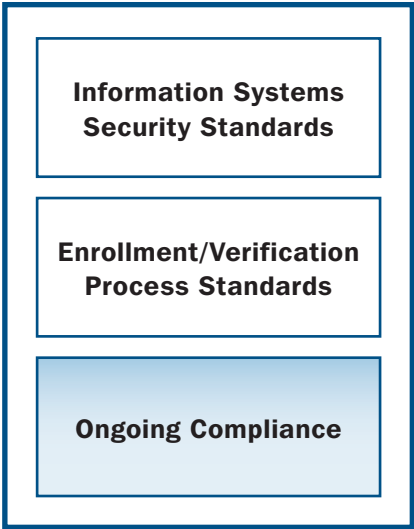 Information Systems
Security Standards
Enrollment/Verification
Process Standards
Ongoing Compliance